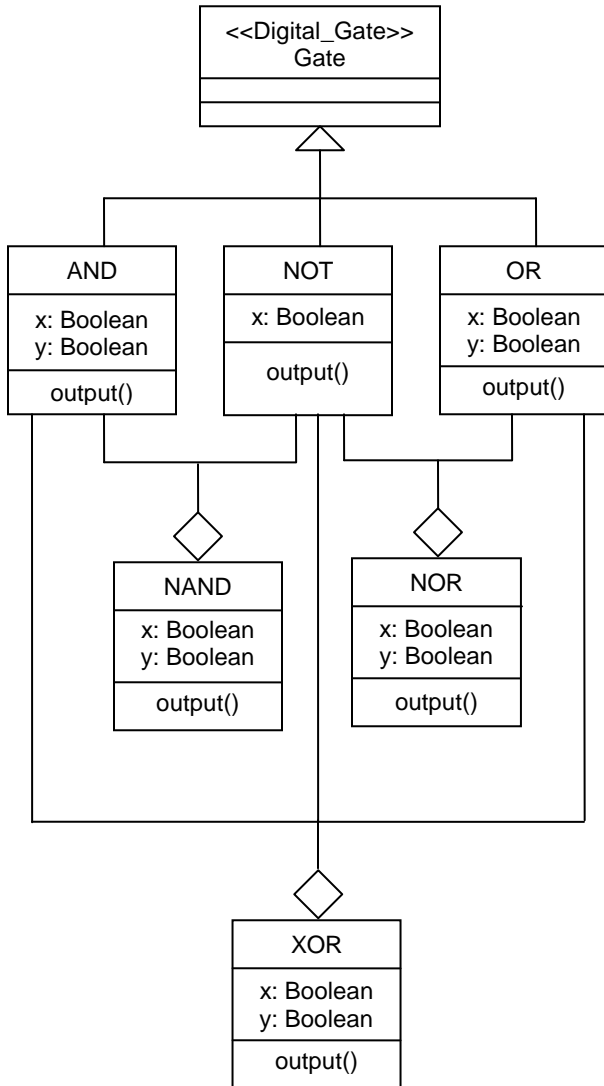 <<Digital_Gate>>
Gate
AND
x: Boolean
y: Boolean
output()
NOT
x: Boolean
output()
OR
x: Boolean
y: Boolean
output()
NAND
x: Boolean
y: Boolean
output()
NOR
x: Boolean
y: Boolean
output()
XOR
x: Boolean
y: Boolean
output()